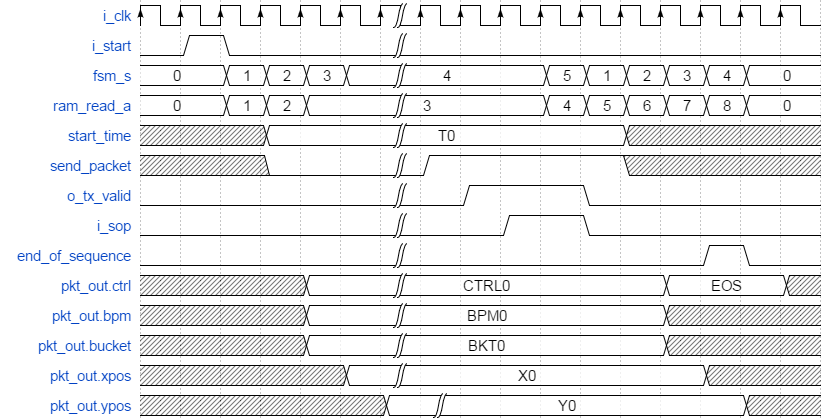 i_clk
i_start
fsm_s 0 1 2 3 4 5 1 2 3 4 0
ram_read_a 0 1 2 3 4 5 6 7 8 0
start_time T0
send_packet
o_tx_valid
i_sop
end_of_sequence
pkt_out.ctrl CTRL0 EOS
pkt_out.bpm BPM0
pkt_out.bucket BKT0
pkt_out.xpos X0
pkt_out.ypos Y0